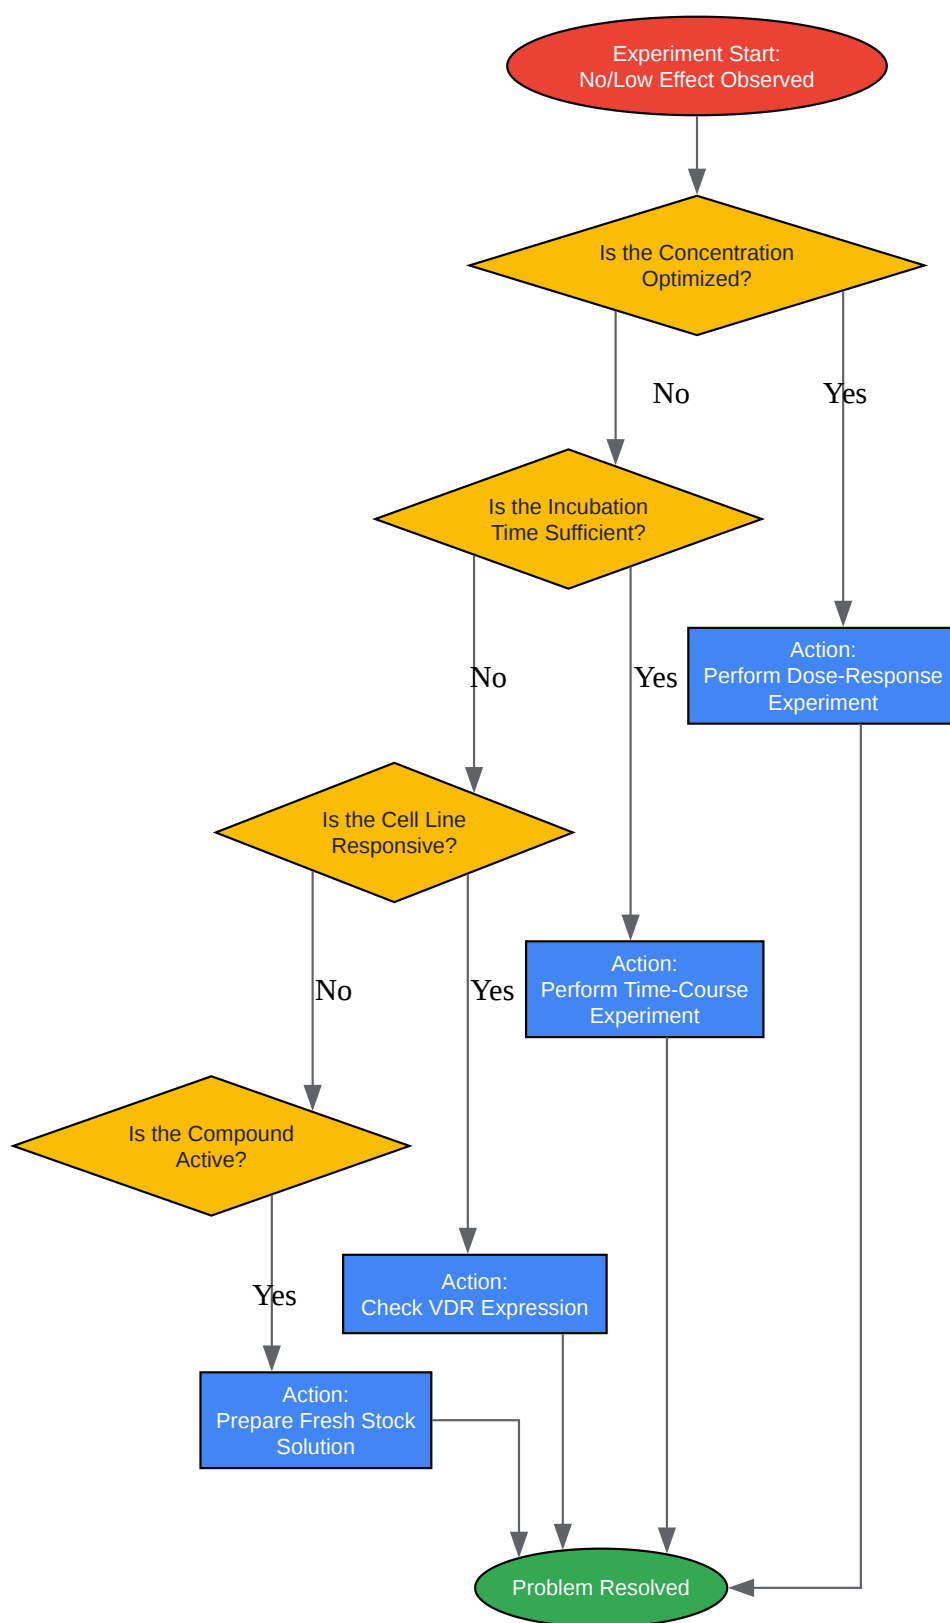 Experiment Start:
No/Low Effect Observed
Is the Concentration
Optimized?
No
Yes
Is the Incubation
Time Sufficient?
No
Yes
Action:
Perform Dose-Response
Experiment
Is the Cell Line
Responsive?
No
Yes
Action:
Perform Time-Course
Experiment
Is the Compound
Active?
Yes
Action:
Check VDR Expression
Action:
Prepare Fresh Stock
Solution
Problem Resolved